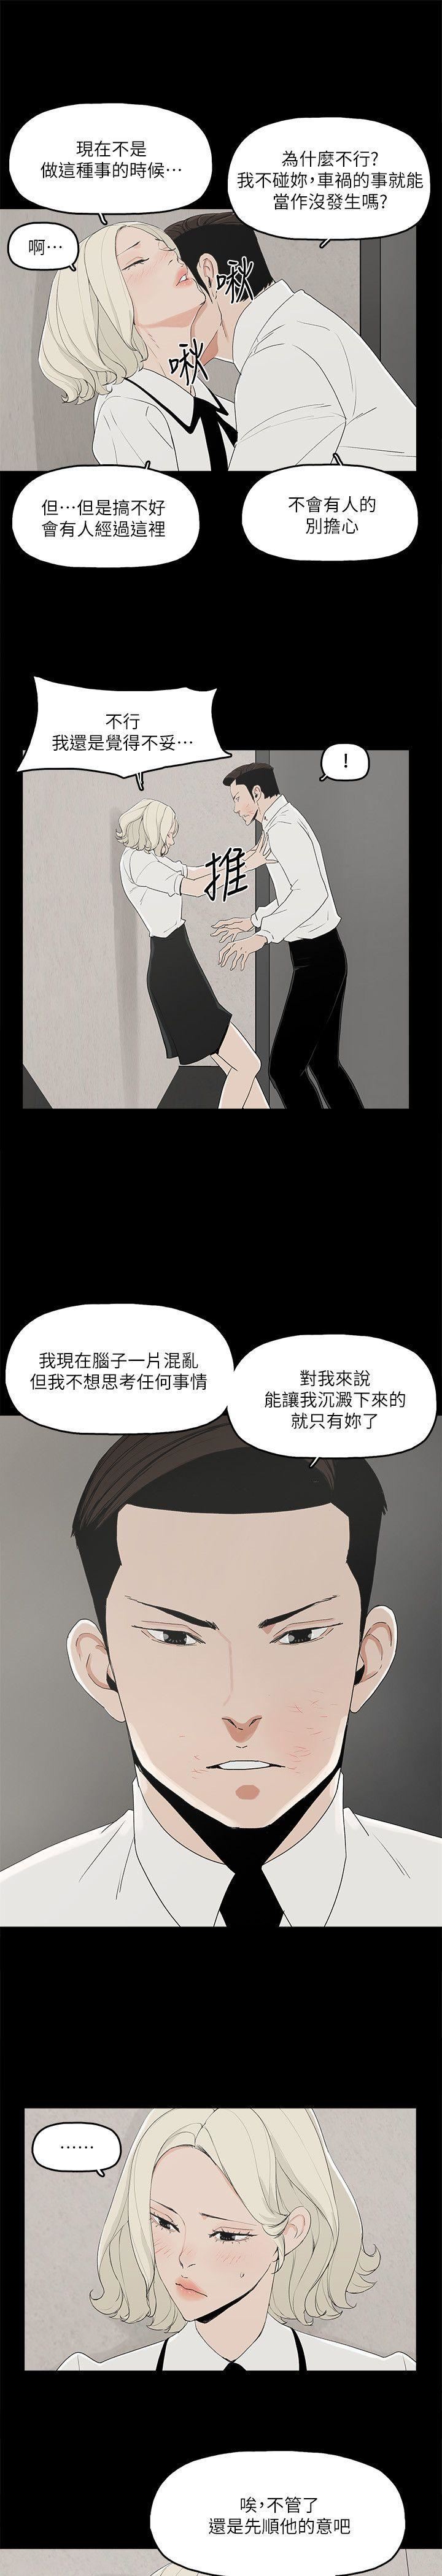 現在不是
做這種事的時候…
為什麼不行?
我不碰妳,車禍的事就能
當作沒發生嗎?
啊…
啾
啾
但…但是搞不好
會有人經過這裡
不會有人的
別擔心
不行
我還是覺得不妥…
!
推
我現在腦子一片混亂
但我不想思考任何事情
對我來說
能讓我沉澱下來的
就只有妳了
……
唉,不管了
還是先順他的意吧